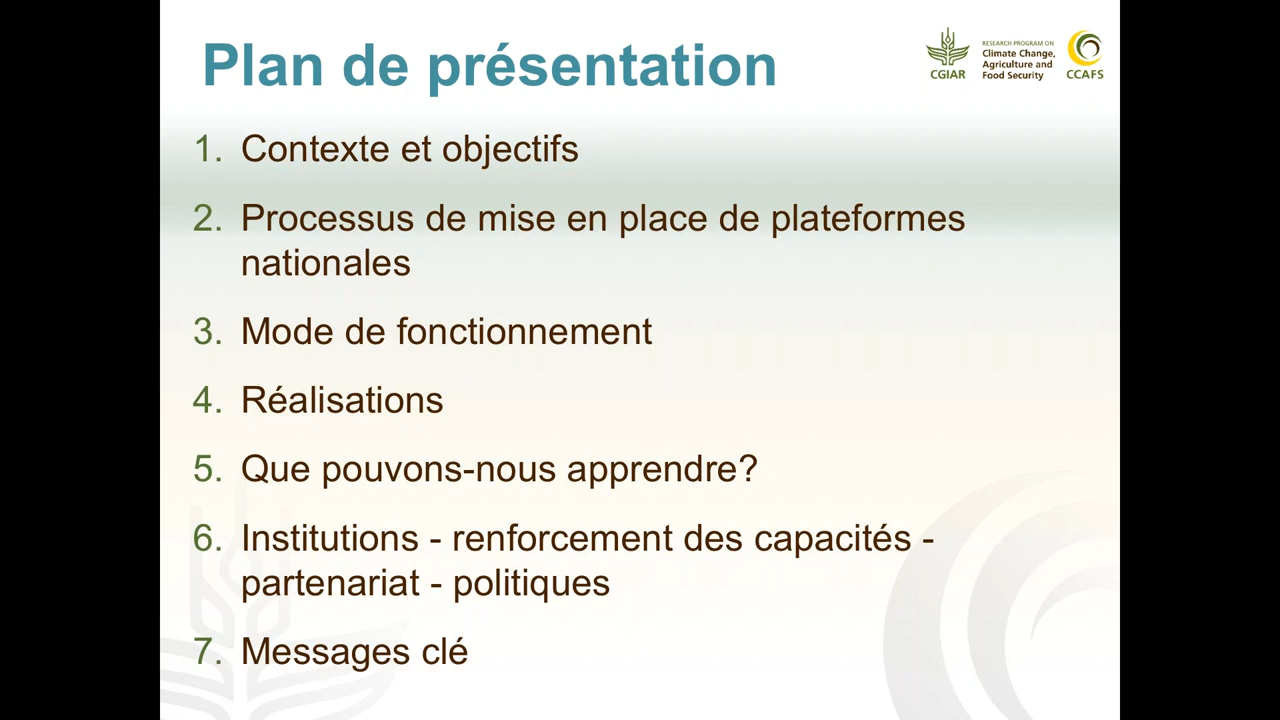 Plan de présentation
CGIAR
RESEARCH PROGRAM ON
Climate Change,
Agriculture and
Food Security
CCAFS
1. Contexte et objectifs
2. Processus de mise en place de plateformes
nationales
3. Mode de fonctionnement
4. Réalisations
5. Que pouvons-nous apprendre?
6. Institutions - renforcement des capacités -
partenariat - politiques
7. Messages clé